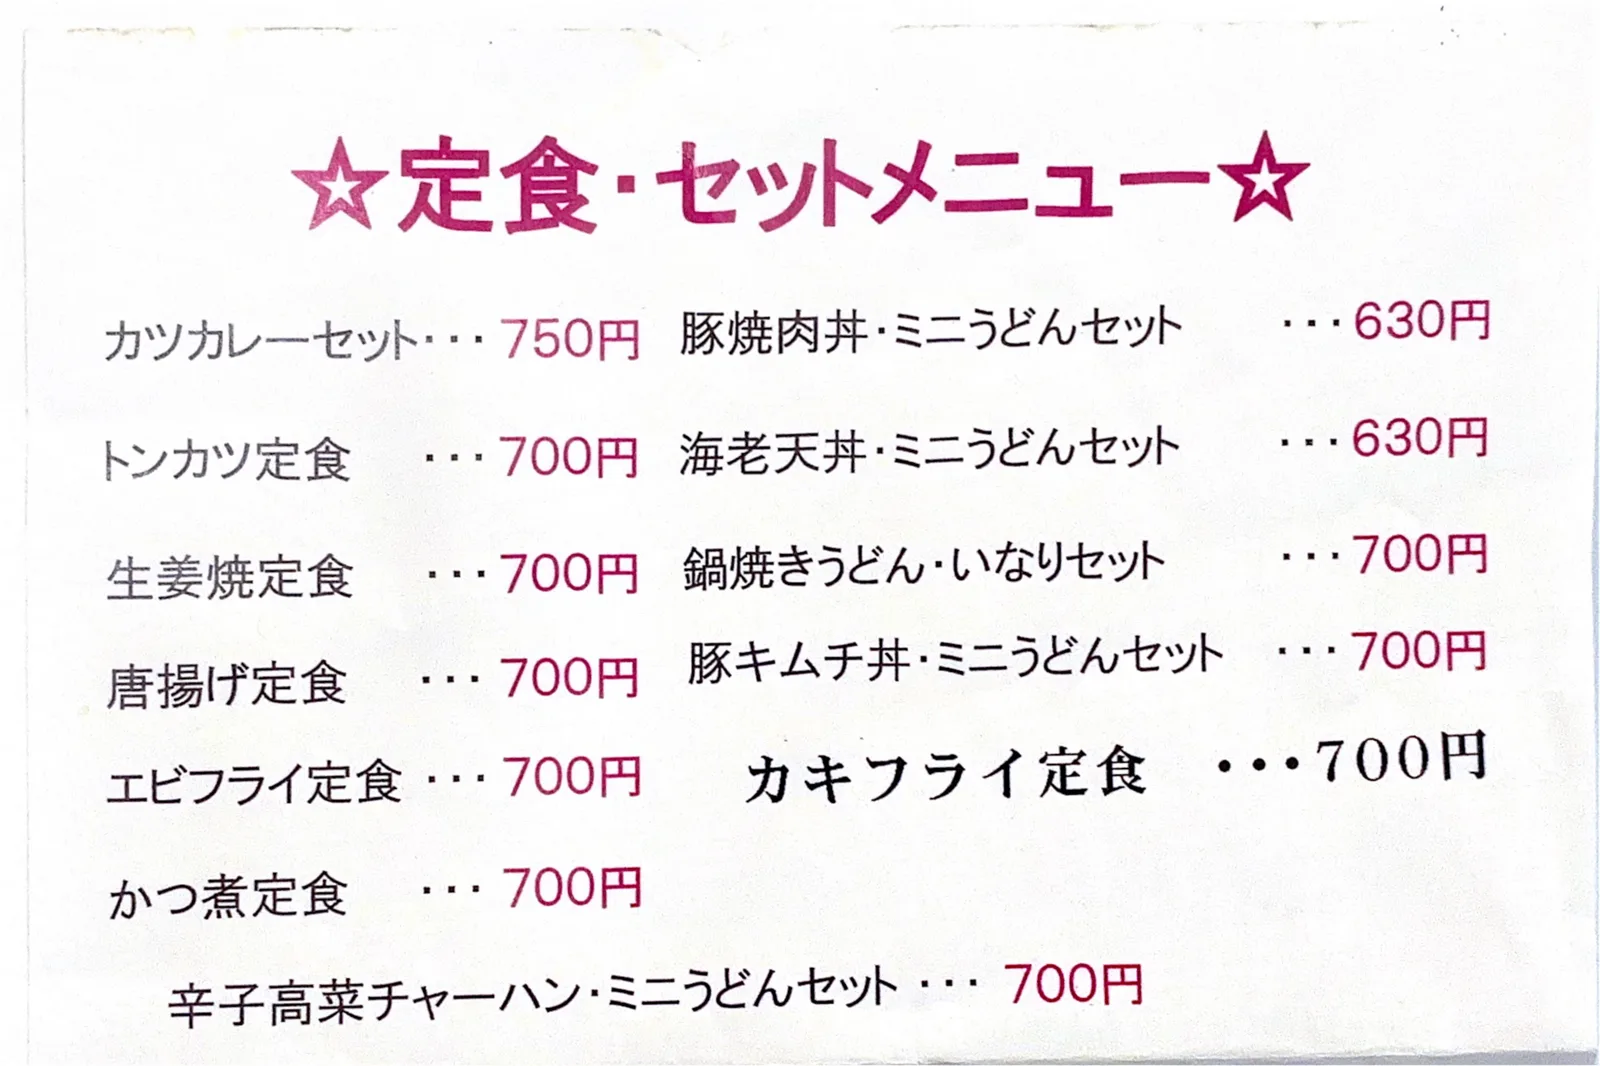 ☆定食・セットメニュー☆
カツカレーセット･･･750円
トンカツ定食 ･･･700円
生姜焼定食 ･･･700円
唐揚げ定食 ･･･700円
エビフライ定食 ･･･700円
かつ煮定食 ･･･700円
豚焼肉丼・ミニうどんセット ･･･630円
海老天丼・ミニうどんセット ･･･630円
鍋焼きうどん・いなりセット ･･･700円
豚キムチ丼・ミニうどんセット ･･･700円
カキフライ定食 ･･･700円
辛子高菜チャーハン・ミニうどんセット ･･･ 700円